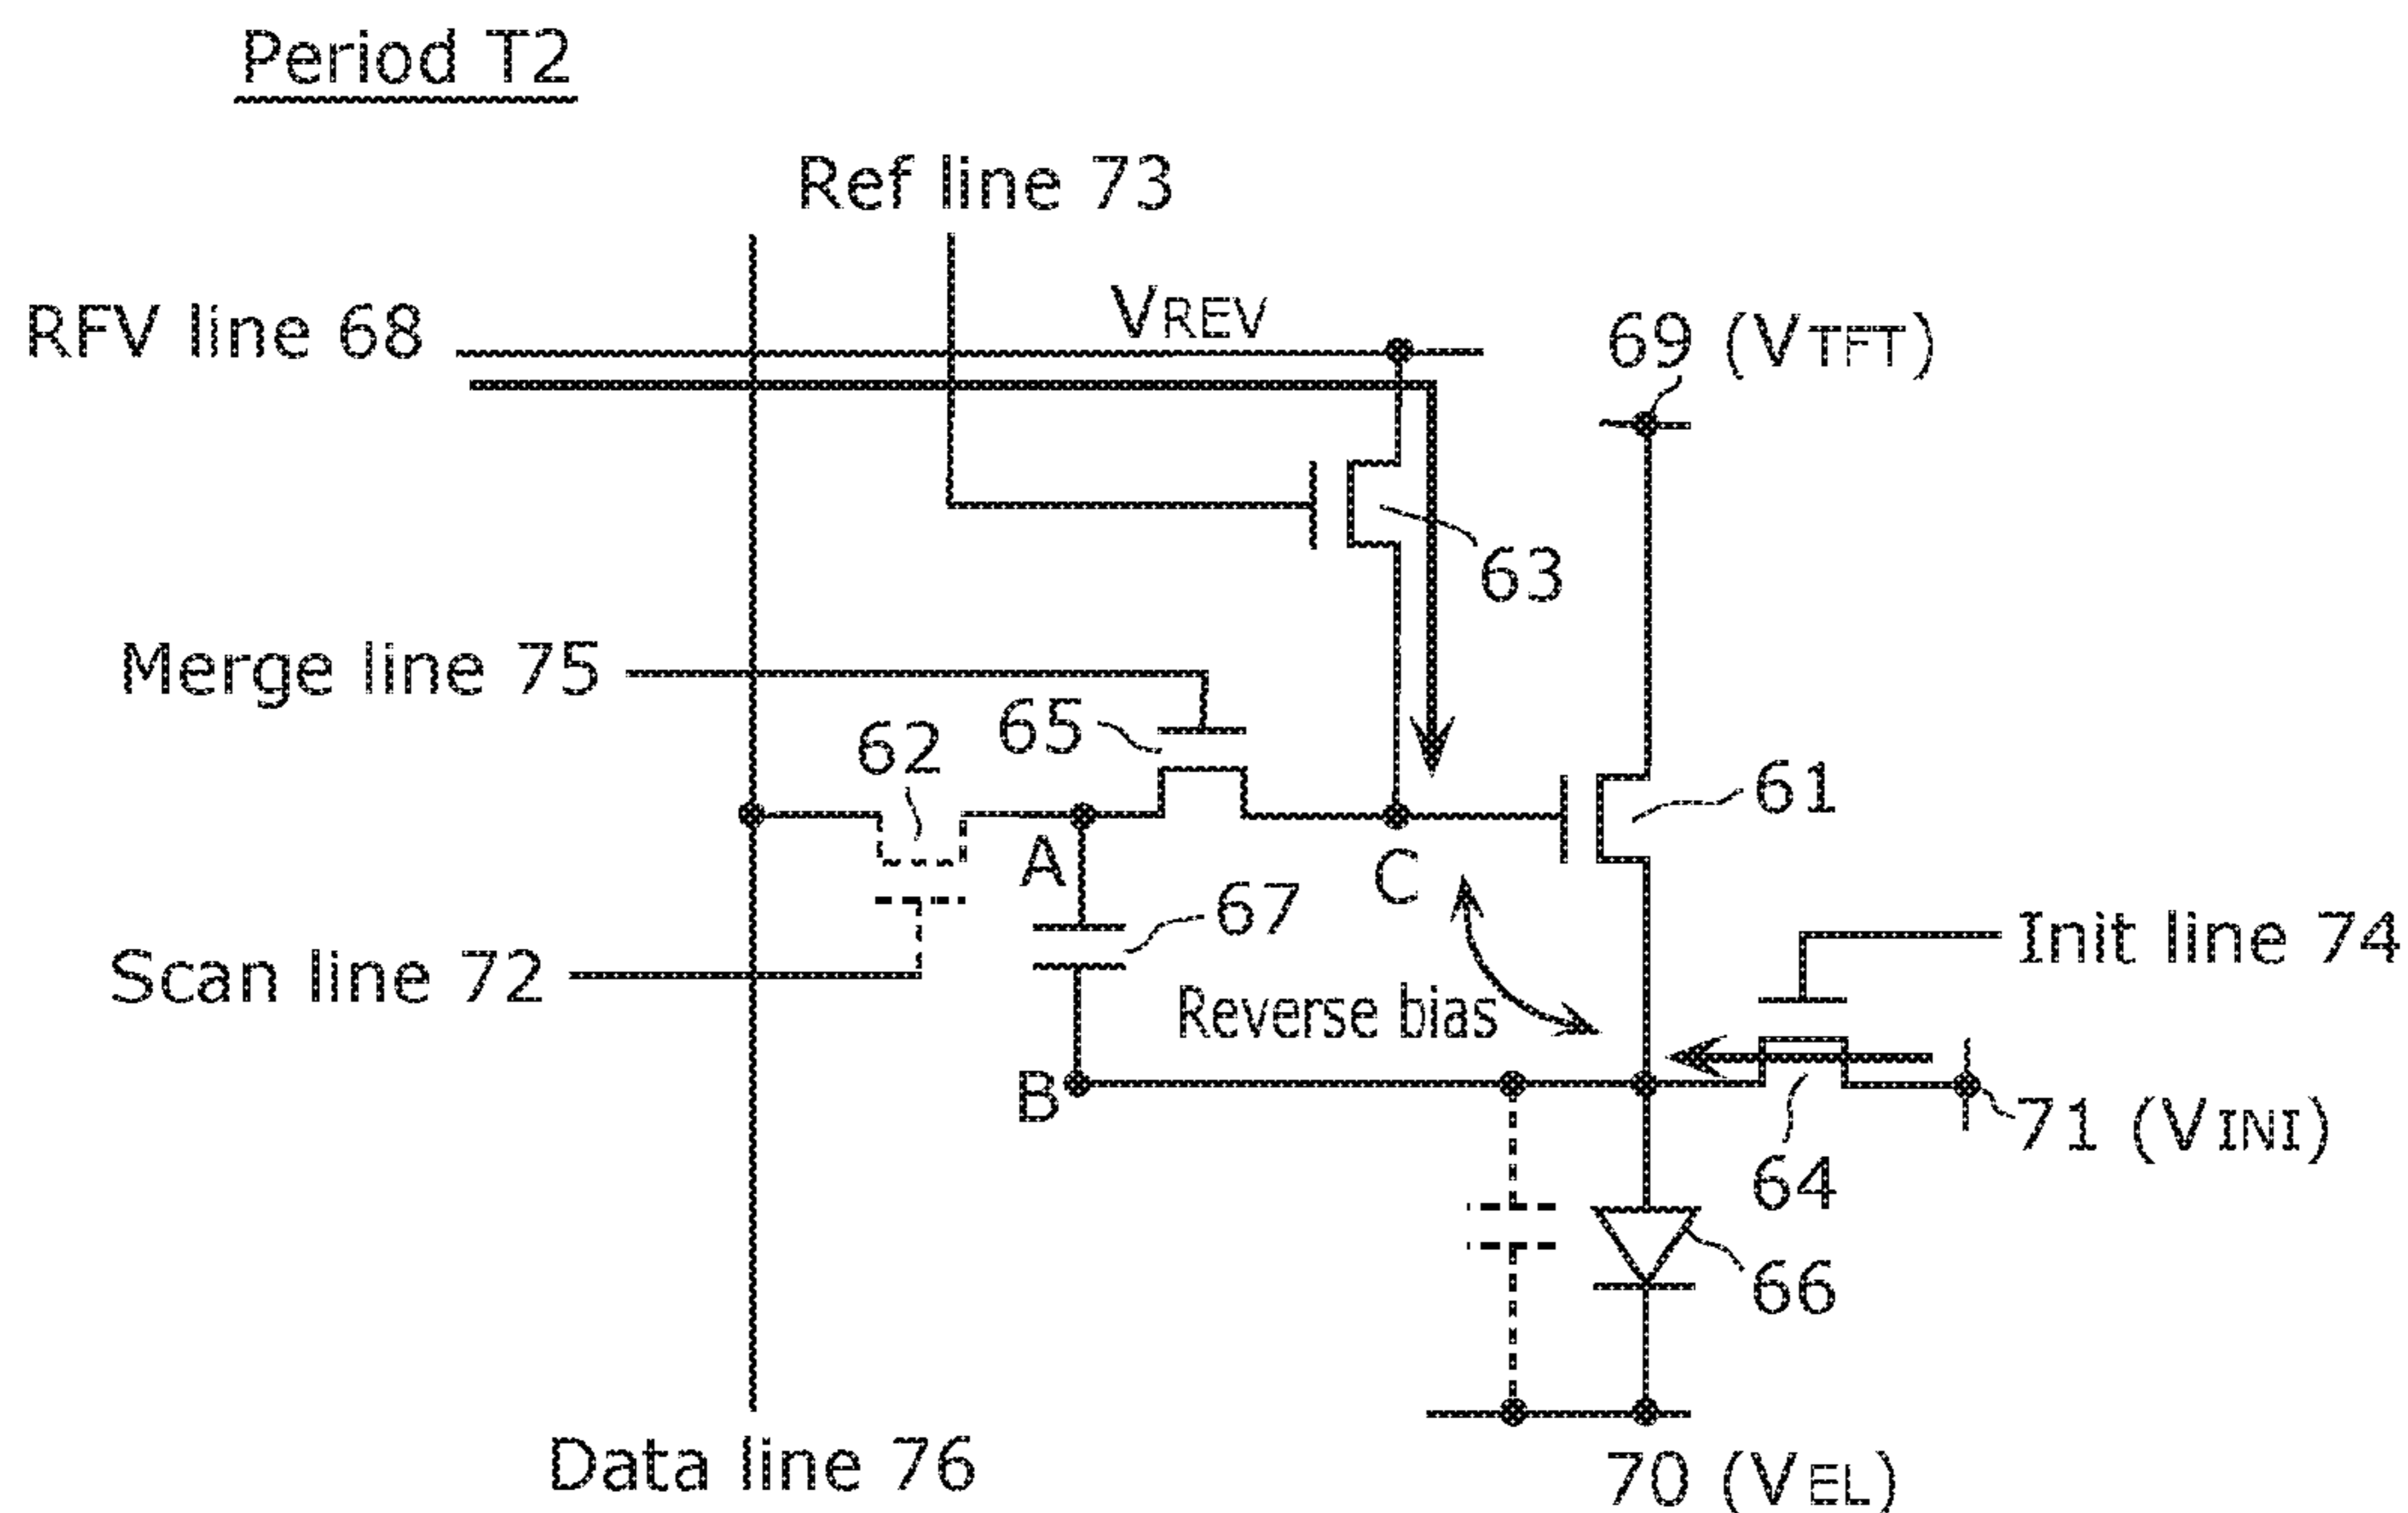 Period T2
Ref line 73
RFV line 68
VREV
69 (VTFT)
63
Merge line 75
65
62
61
A
C
67
Init line 74
Scan line 72
Reverse bias
B
71 (VINI)
64
66
Data line 76
70 (VEL)